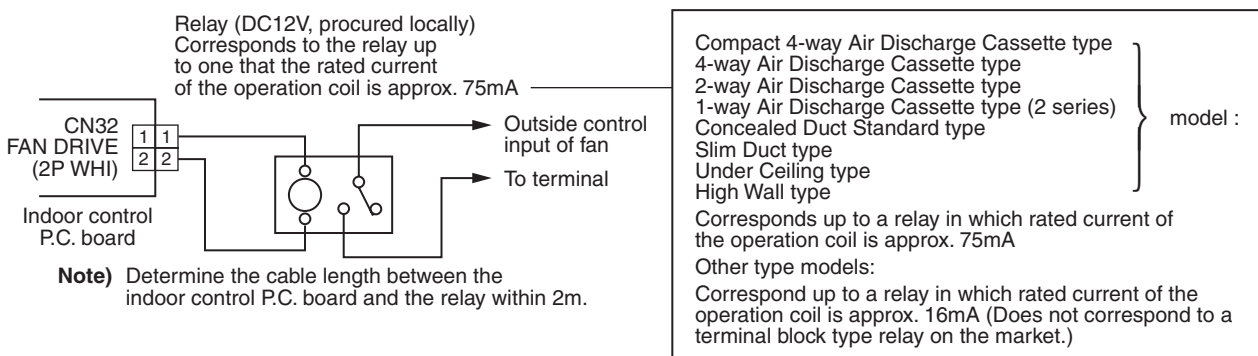 Relay (DC12V, procured locally)
Corresponds to the relay up
to one that the rated current
of the operation coil is approx. 75mA
CN32
FAN DRIVE
(2P WHI)
1 1
2 2
Outside control
input of fan
To terminal
Indoor control
P.C. board
Note) Determine the cable length between the
indoor control P.C. board and the relay within 2m.
Compact 4-way Air Discharge Cassette type
4-way Air Discharge Cassette type
2-way Air Discharge Cassette type
1-way Air Discharge Cassette type (2 series)
Concealed Duct Standard type
Slim Duct type
Under Ceiling type
High Wall type
model :
Corresponds up to a relay in which rated current of
the operation coil is approx. 75mA
Other type models:
Correspond up to a relay in which rated current of the
operation coil is approx. 16mA (Does not correspond to a
terminal block type relay on the market.)